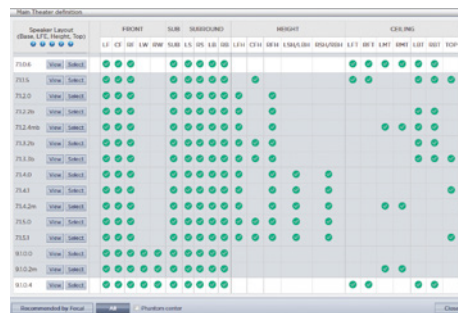 Main Theater definition
Speaker Layout
(Base, LFE, Height, Top)
FRONT SUB SURROUND HEIGHT CEILING
LF CF RF LW RW SUB LS RS LB RB LFH CFH RFH LSH/LBH RSH/RBH LFT RFT LMT RMT LBT RBT TOP
7.1.0.6 View Select
7.1.1.5 View Select
7.1.2.0 View Select
7.1.2.2b View Select
7.1.2.4mb View Select
7.1.3.2b View Select
7.1.3.3b View Select
7.1.4.0 View Select
7.1.4.1 View Select
7.1.4.2m View Select
7.1.5.0 View Select
7.1.5.1 View Select
9.1.0.0 View Select
9.1.0.2m View Select
9.1.0.4 View Select
Recommended by Focal All Phantom center Close